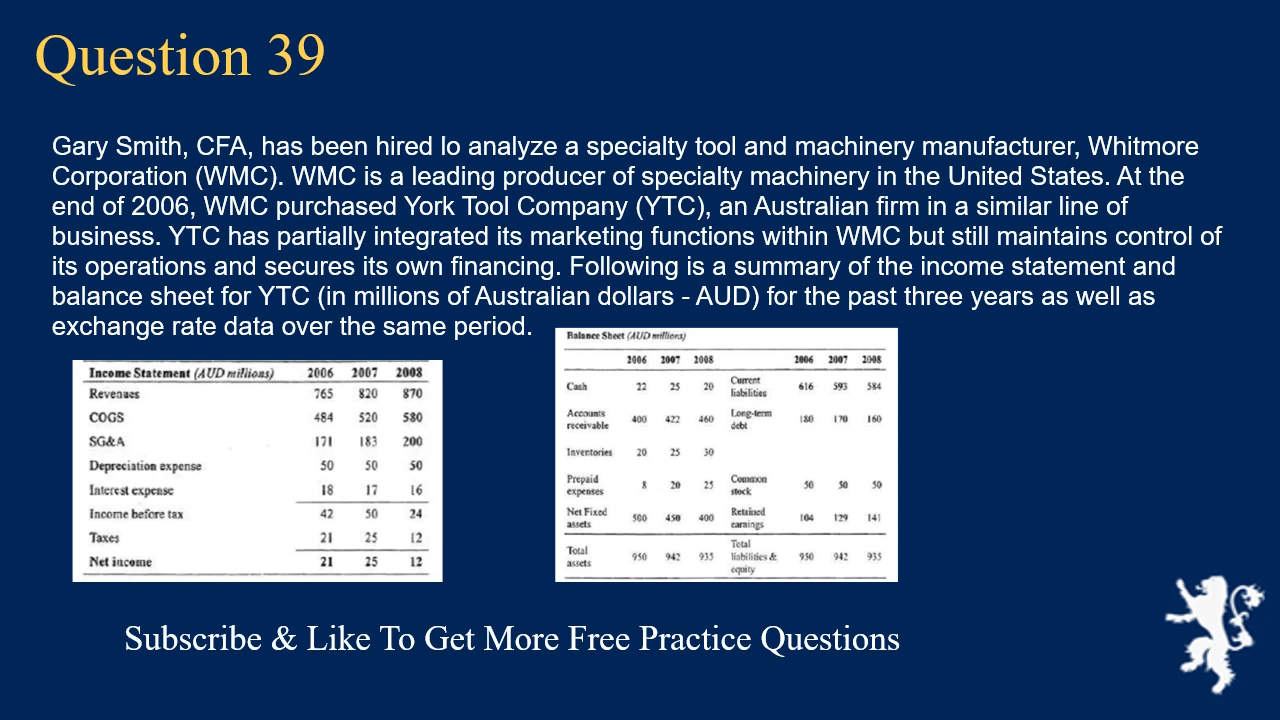 Question 39
Gary Smith, CFA, has been hired lo analyze a specialty tool and machinery manufacturer, Whitmore
Corporation (WMC). WMC is a leading producer of specialty machinery in the United States. At the
end of 2006, WMC purchased York Tool Company (YTC), an Australian firm in a similar line of
business. YTC has partially integrated its marketing functions within WMC but still maintains control of
its operations and secures its own financing. Following is a summary of the income statement and
balance sheet for YTC (in millions of Australian dollars - AUD) for the past three years as well as
exchange rate data over the same period.
Income Statement (AUD millions) 2006 2007 2008
Revenues 765 820 870
COGS 484 520 580
SG&A 171 183 200
Depreciation expense 50 50 50
Interest expense 18 17 16
Income before tax 42 50 24
Taxes 21 25 12
Net income 21 25 12
Balance Sheet (AUD millions)
2006 2007 2008 2006 2007 2008
Cash 22 25 20 Current liabilities 616 593 584
Accounts receivable 400 422 460 Long-term debt 180 170 160
Inventories 20 25 30
Prepaid expenses 8 20 25 Common stock 50 50 50
Net Fixed assets 500 450 400 Retained earnings 104 129 141
Total assets 950 942 935 Total liabilities & equity 950 942 935
Subscribe & Like To Get More Free Practice Questions